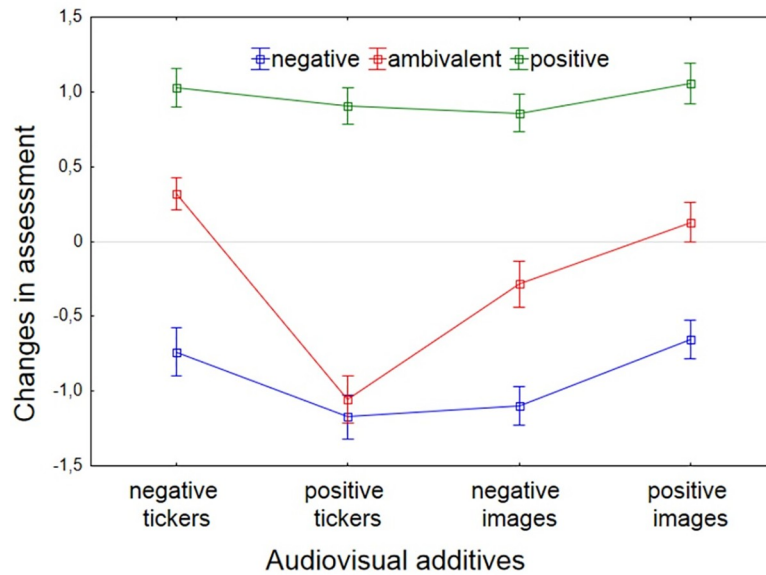 1,5
negative ambivalent positive
1,0
0,5
0
-0,5
-1,0
-1,5
Changes in assessment
negative tickers
positive tickers
negative images
positive images
Audiovisual additives